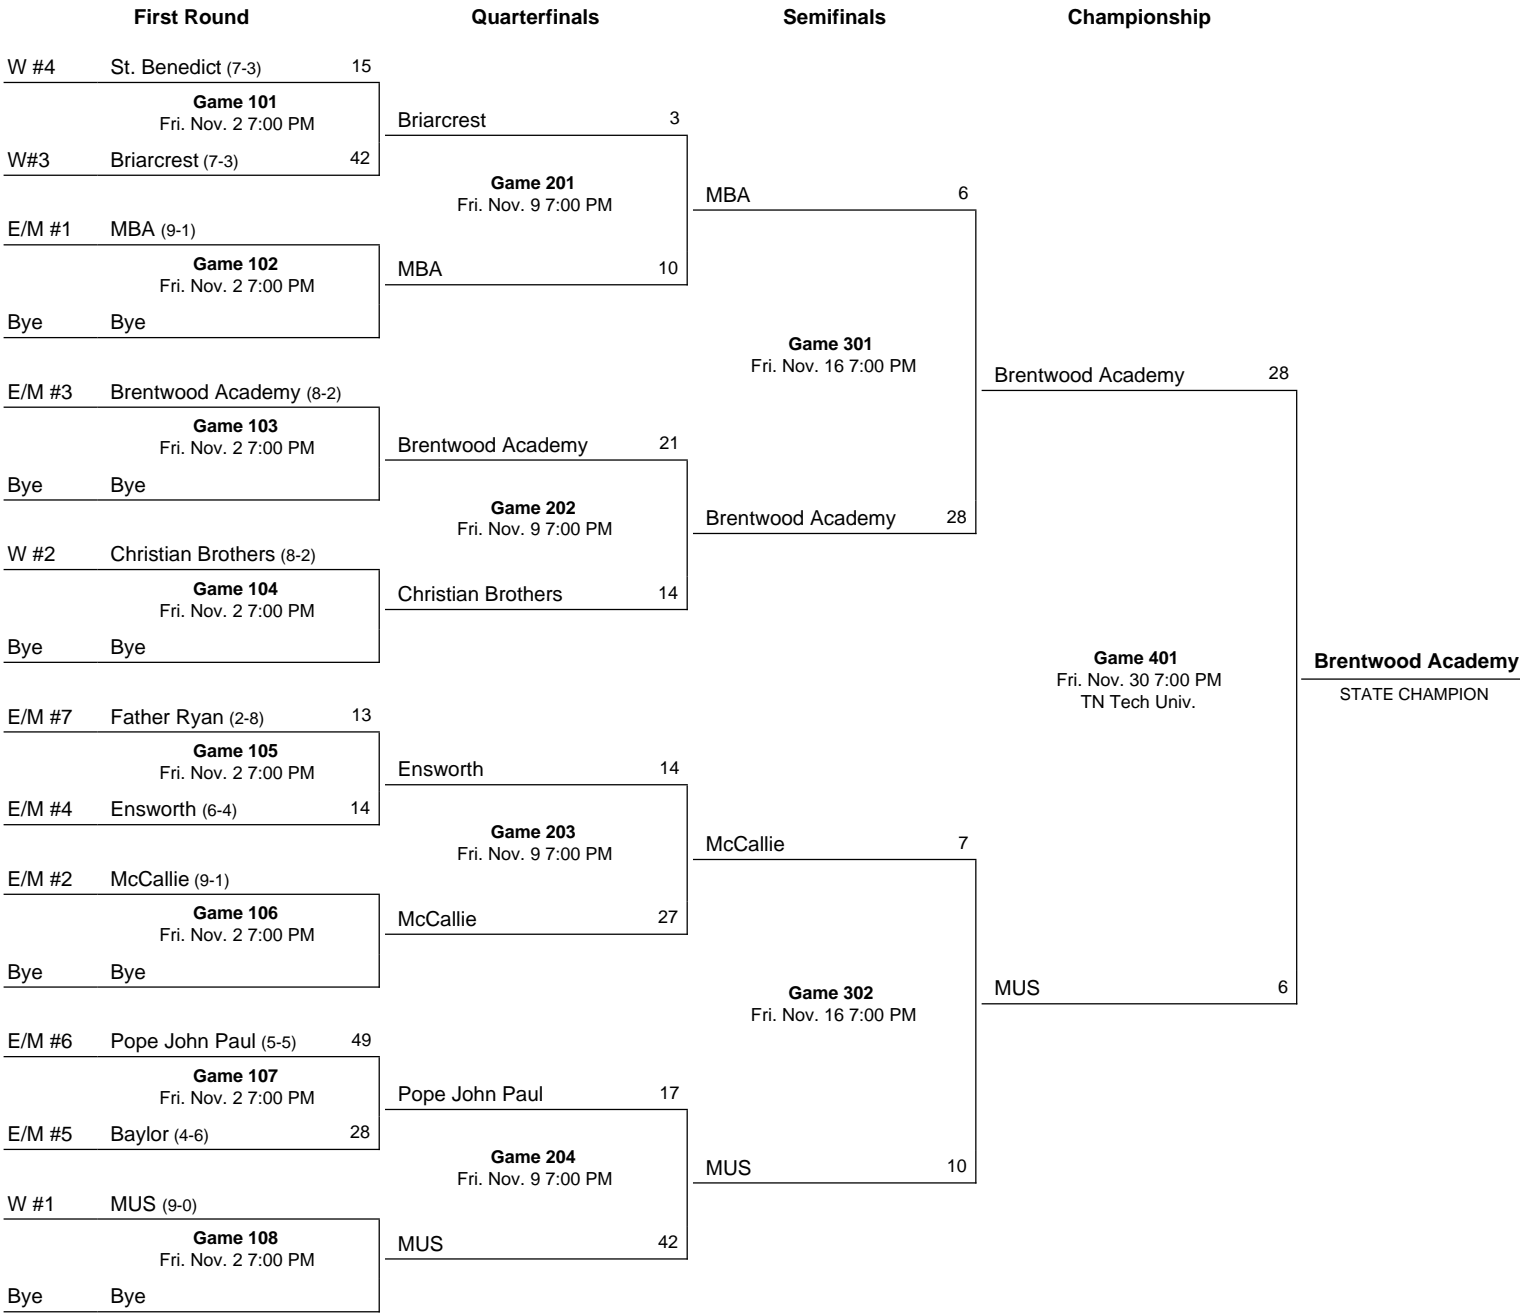 First Round Quarterfinals Semifinals Championship
W #4 St. Benedict (7-3) 15
Game 101
Fri. Nov. 2 7:00 PM
W#3 Briarcrest (7-3) 42
E/M #1 MBA (9-1)
Game 102
Fri. Nov. 2 7:00 PM
Bye Bye
E/M #3 Brentwood Academy (8-2)
Game 103
Fri. Nov. 2 7:00 PM
Bye Bye
W #2 Christian Brothers (8-2)
Game 104
Fri. Nov. 2 7:00 PM
Bye Bye
E/M #7 Father Ryan (2-8) 13
Game 105
Fri. Nov. 2 7:00 PM
E/M #4 Ensworth (6-4) 14
E/M #2 McCallie (9-1)
Game 106
Fri. Nov. 2 7:00 PM
Bye Bye
E/M #6 Pope John Paul (5-5) 49
Game 107
Fri. Nov. 2 7:00 PM
E/M #5 Baylor (4-6) 28
W #1 MUS (9-0)
Game 108
Fri. Nov. 2 7:00 PM
Bye Bye
Briarcrest 3
Game 201
Fri. Nov. 9 7:00 PM
MBA 10
Brentwood Academy 21
Game 202
Fri. Nov. 9 7:00 PM
Christian Brothers 14
Ensworth 14
Game 203
Fri. Nov. 9 7:00 PM
McCallie 27
Pope John Paul 17
Game 204
Fri. Nov. 9 7:00 PM
MUS 42
MBA 6
Game 301
Fri. Nov. 16 7:00 PM
Brentwood Academy 28
McCallie 7
Game 302
Fri. Nov. 16 7:00 PM
MUS 10
Brentwood Academy 28
Game 401
Fri. Nov. 30 7:00 PM
TN Tech Univ.
MUS 6
Brentwood Academy
STATE CHAMPION